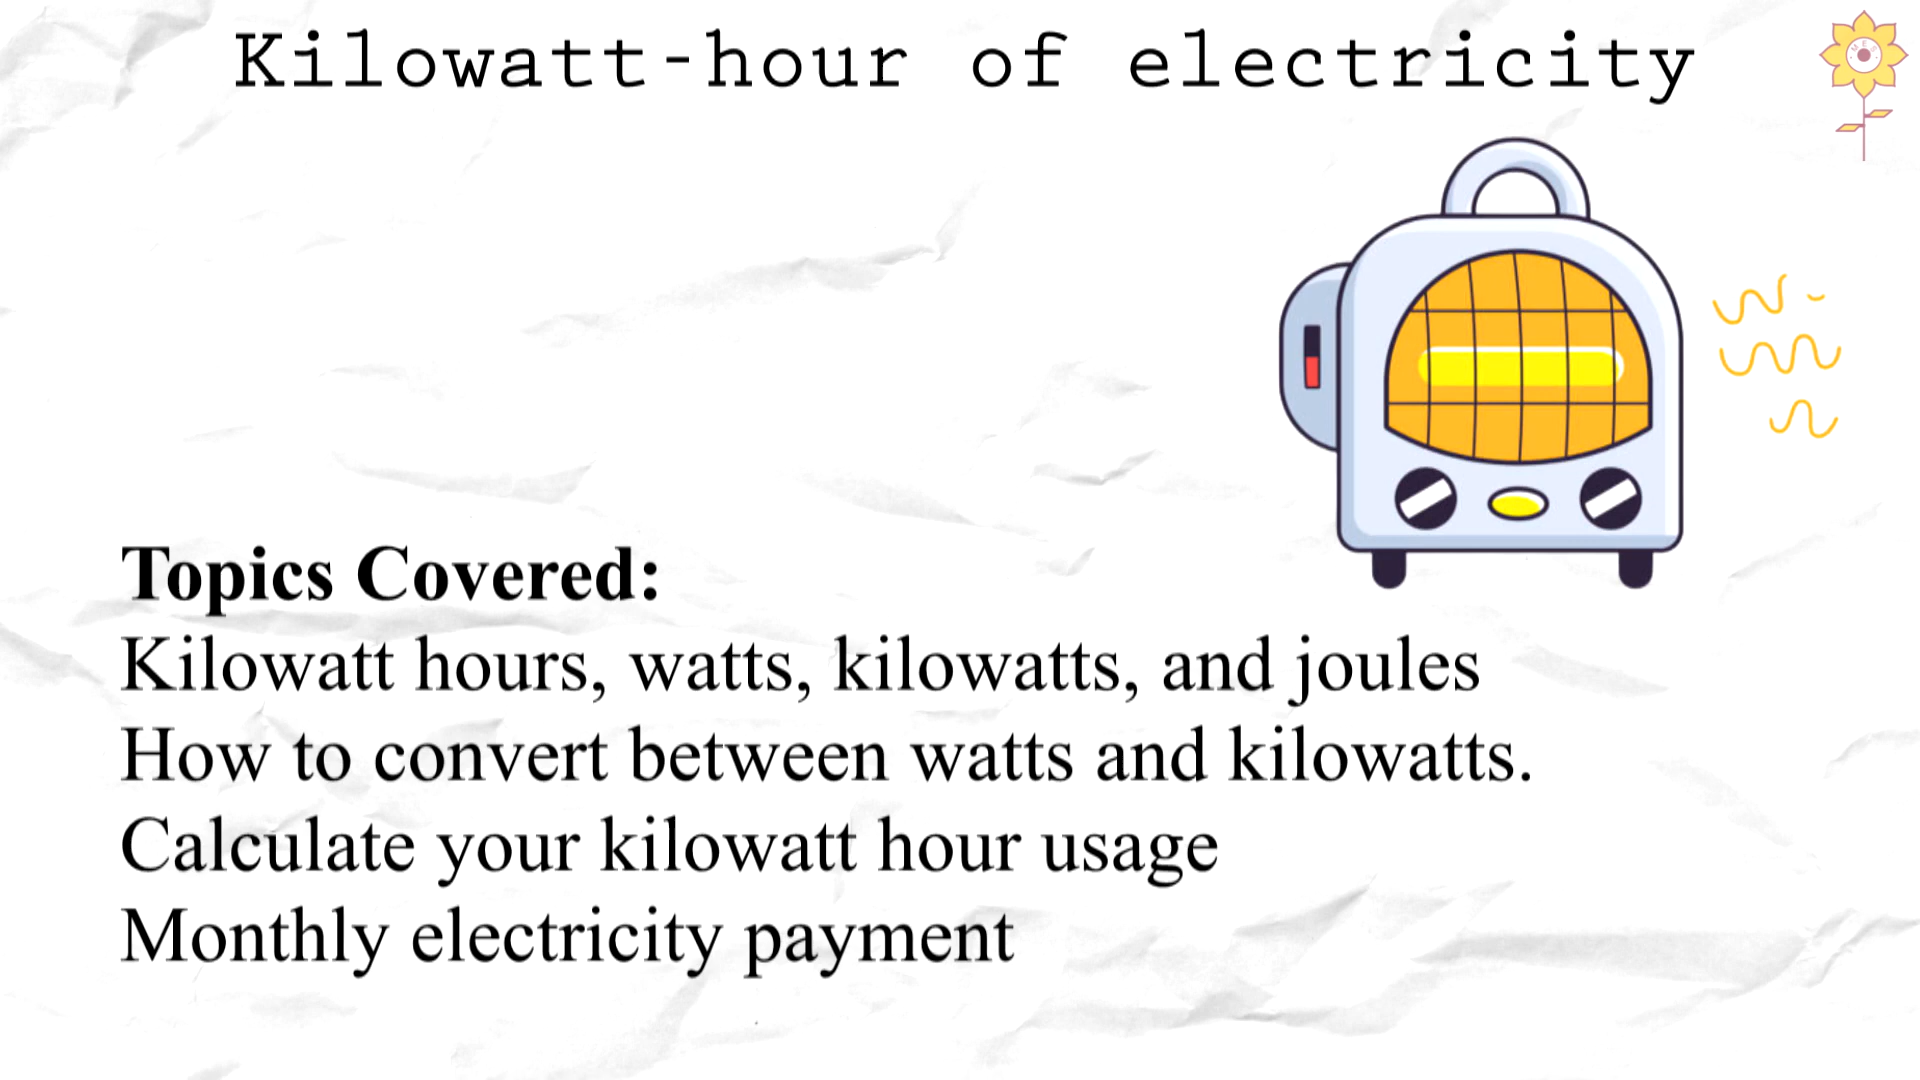 Kilowatt-hour of electricity
Topics Covered:
Kilowatt hours, watts, kilowatts, and joules
How to convert between watts and kilowatts.
Calculate your kilowatt hour usage
Monthly electricity payment